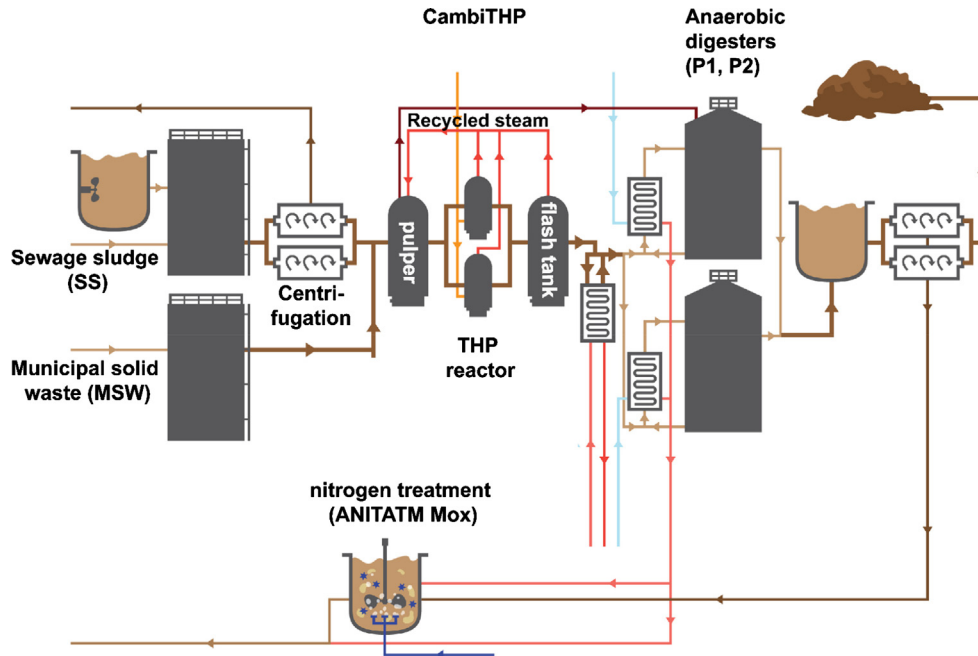 CambiTHP
Anaerobic
digesters
(P1, P2)
Recycled steam
pulper
flash tank
Sewage sludge
(SS)
Centri-
fugation
THP
reactor
Municipal solid
waste (MSW)
nitrogen treatment
(ANITATM Mox)